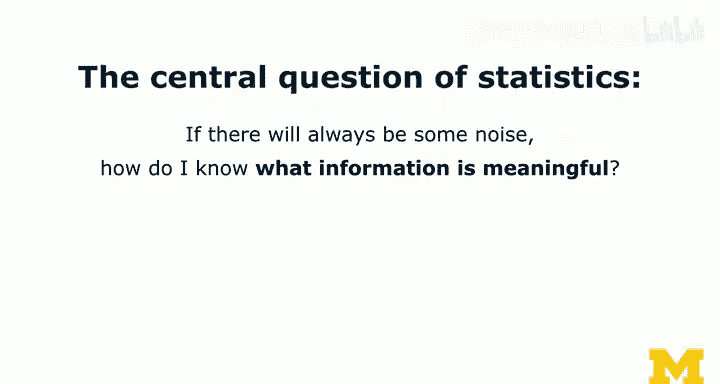 The central question of statistics:
If there will always be some noise,
how do I know what information is meaningful?
M